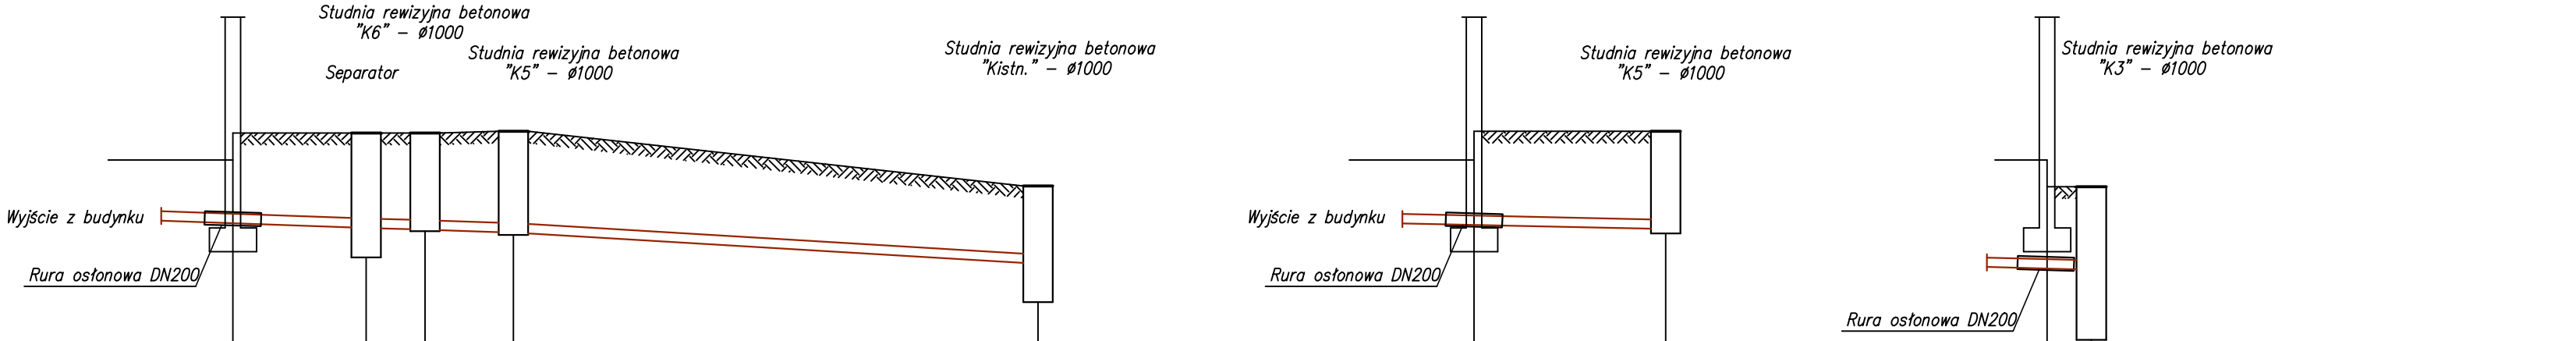 Studnia rewizyjna betonowa
"K6" – ø1000
Separator
Studnia rewizyjna betonowa
"K5" – ø1000
Studnia rewizyjna betonowa
"Kistn." – ø1000
Wyjście z budynku
Rura osłonowa DN200
Studnia rewizyjna betonowa
"K5" – ø1000
Wyjście z budynku
Rura osłonowa DN200
Studnia rewizyjna betonowa
"K3" – ø1000
Rura osłonowa DN200